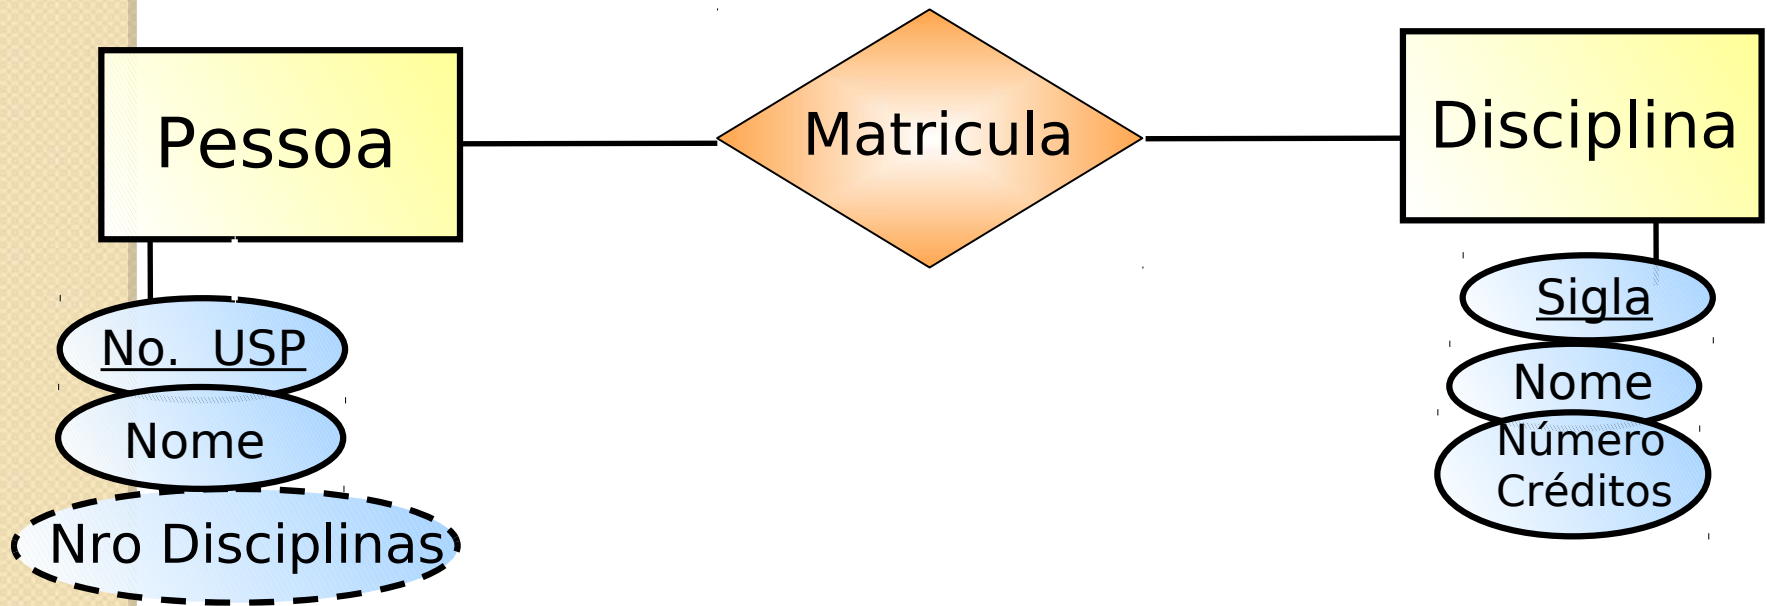 Pessoa
Matricula
Disciplina
No. USP
Nome
Nro Disciplinas
Sigla
Nome
Número
Créditos